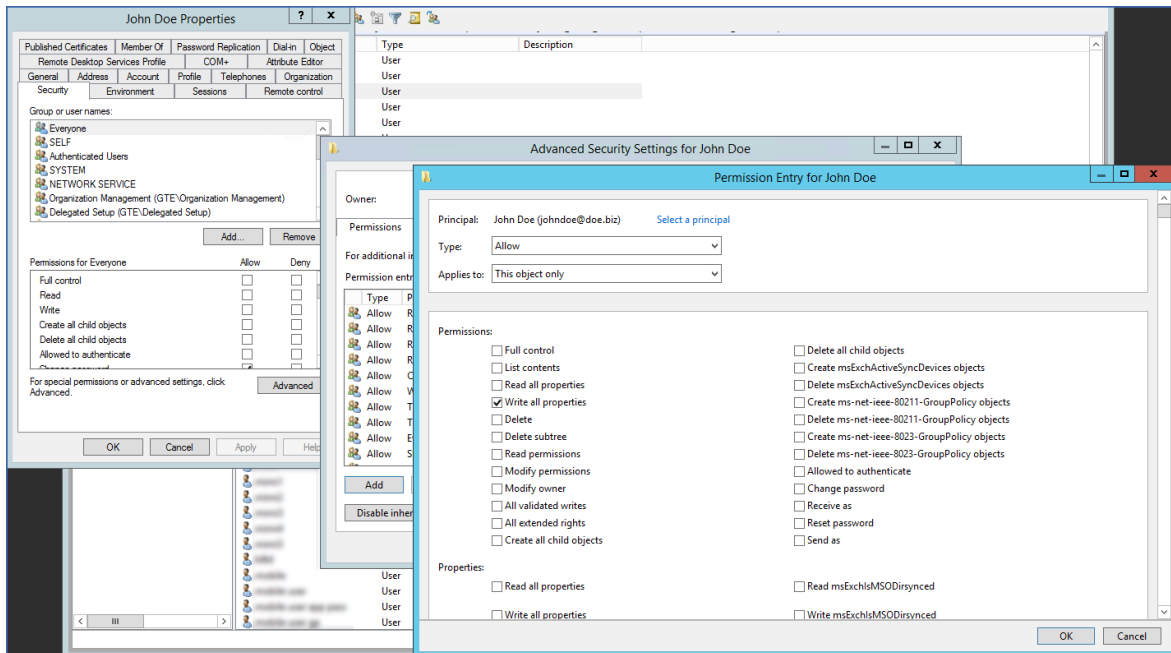 John Doe Properties
? x
Published Certificates Member Of Password Replication Dial-in Object
Remote Desktop Services Profile COM+ Attribute Editor
General Address Account Profile Telephones Organization
Security Environment Sessions Remote control
Group or user names:
Everyone
SELF
Authenticated Users
SYSTEM
NETWORK SERVICE
Organization Management (GTE\Organization Management)
Delegated Setup (GTE\Delegated Setup)
Add... Remove
Permissions for Everyone Allow Deny
Full control
Read
Write
Create all child objects
Delete all child objects
Allowed to authenticate
Change password
For special permissions or advanced settings, click
Advanced.
Advanced
OK Cancel Apply Help
Type Description
User
User
User
User
User
Advanced Security Settings for John Doe
x
Owner:
Permissions
For additional in
Permission entr
Type P
Allow R
Allow R
Allow R
Allow R
Allow C
Allow W
Allow T
Allow T
Allow E
Allow S
Add
Disable inher
User
User
User
User
Permission Entry for John Doe
x
Principal: John Doe (johndoe@doe.biz) Select a principal
Type: Allow
Applies to: This object only
Permissions:
Full control
List contents
Read all properties
Write all properties
Delete
Delete subtree
Read permissions
Modify permissions
Modify owner
All validated writes
All extended rights
Create all child objects
Delete all child objects
Create msExchActiveSyncDevices objects
Delete msExchActiveSyncDevices objects
Create ms-net-ieee-80211-GroupPolicy objects
Delete ms-net-ieee-80211-GroupPolicy objects
Create ms-net-ieee-8023-GroupPolicy objects
Delete ms-net-ieee-8023-GroupPolicy objects
Allowed to authenticate
Change password
Receive as
Reset password
Send as
Properties:
Read all properties Read msExchIsMSODirsynced
Write all properties Write msExchIsMSODirsynced
OK Cancel